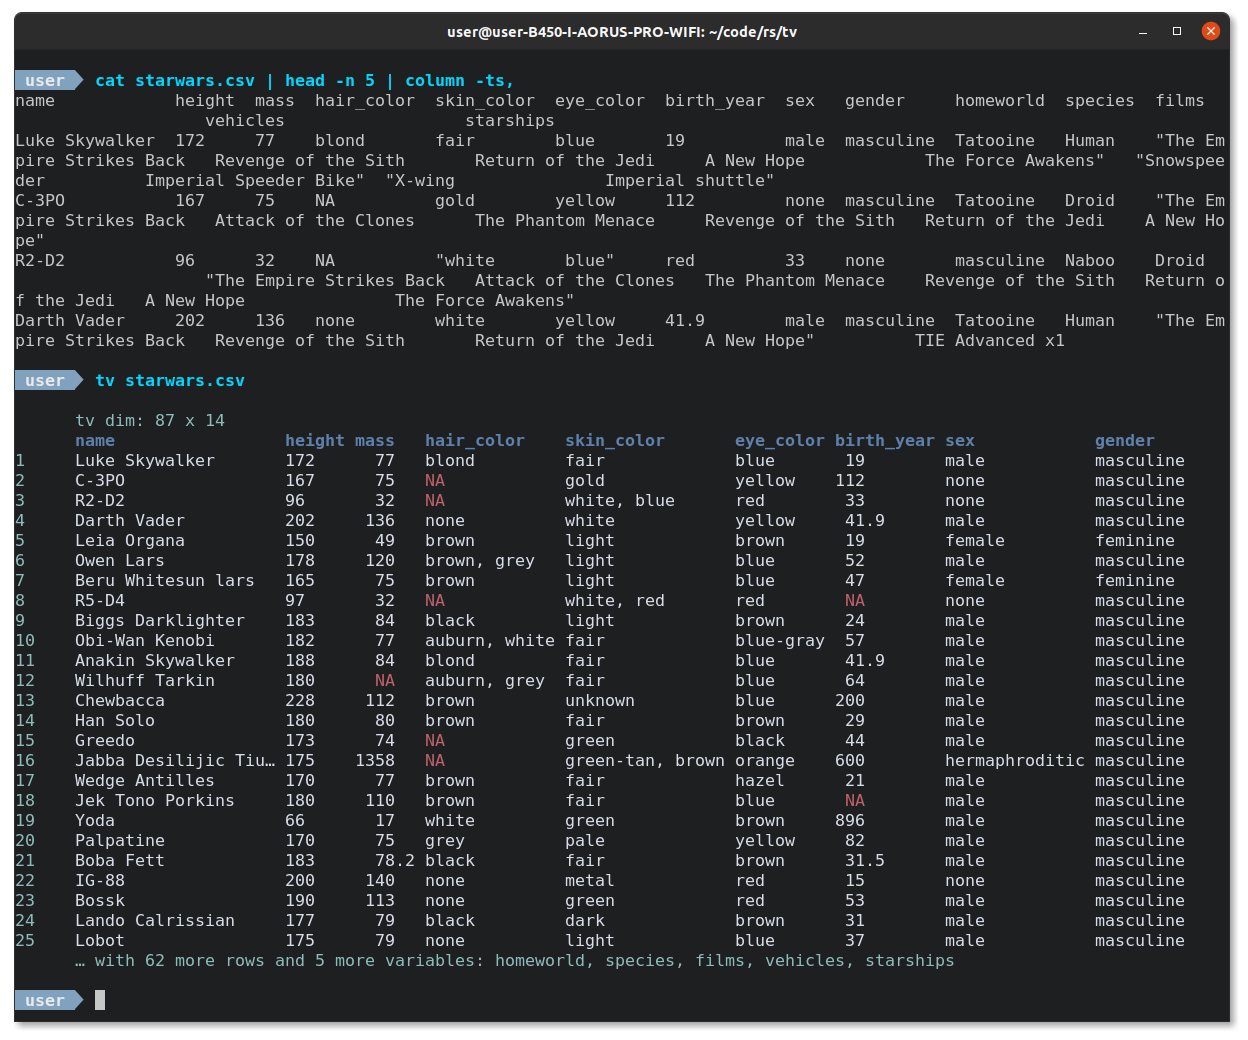 user@user-B450-I-AORUS-PRO-WIFI: ~/code/rs/tv
user cat starwars.csv | head -n 5 | column -ts,
name            height  mass  hair_color  skin_color  eye_color  birth_year  sex   gender     homeworld  species  films
                   vehicles                  starships
Luke Skywalker  172     77    blond       fair        blue       19          male  masculine  Tatooine   Human    "The Em
pire Strikes Back   Revenge of the Sith       Return of the Jedi     A New Hope            The Force Awakens"   "Snowspee
der          Imperial Speeder Bike"  "X-wing               Imperial shuttle"
C-3PO           167     75    NA          gold        yellow     112         none  masculine  Tatooine   Droid    "The Em
pire Strikes Back   Attack of the Clones      The Phantom Menace     Revenge of the Sith   Return of the Jedi    A New Ho
pe"
R2-D2           96      32    NA          "white       blue"     red         33    none       masculine  Naboo    Droid
                   "The Empire Strikes Back   Attack of the Clones   The Phantom Menace    Revenge of the Sith   Return o
f the Jedi   A New Hope               The Force Awakens"
Darth Vader     202     136   none        white       yellow     41.9        male  masculine  Tatooine   Human    "The Em
pire Strikes Back   Revenge of the Sith       Return of the Jedi     A New Hope"          TIE Advanced x1
user tv starwars.csv
      tv dim: 87 x 14
      name                 height mass   hair_color    skin_color       eye_color birth_year sex            gender
1     Luke Skywalker       172      77   blond         fair             blue       19        male           masculine
2     C-3PO                167      75   NA            gold             yellow    112        none           masculine
3     R2-D2                96       32   NA            white, blue      red        33        none           masculine
4     Darth Vader          202     136   none          white            yellow     41.9      male           masculine
5     Leia Organa          150      49   brown         light            brown      19        female         feminine
6     Owen Lars            178     120   brown, grey   light            blue       52        male           masculine
7     Beru Whitesun lars   165      75   brown         light            blue       47        female         feminine
8     R5-D4                97       32   NA            white, red       red        NA        none           masculine
9     Biggs Darklighter    183      84   black         light            brown      24        male           masculine
10    Obi-Wan Kenobi       182      77   auburn, white fair             blue-gray  57        male           masculine
11    Anakin Skywalker     188      84   blond         fair             blue       41.9      male           masculine
12    Wilhuff Tarkin       180      NA   auburn, grey  fair             blue       64        male           masculine
13    Chewbacca            228     112   brown         unknown          blue      200        male           masculine
14    Han Solo             180      80   brown         fair             brown      29        male           masculine
15    Greedo               173      74   NA            green            black      44        male           masculine
16    Jabba Desilijic Tiu… 175    1358   NA            green-tan, brown orange    600        hermaphroditic masculine
17    Wedge Antilles       170      77   brown         fair             hazel      21        male           masculine
18    Jek Tono Porkins     180     110   brown         fair             blue       NA        male           masculine
19    Yoda                 66       17   white         green            brown     896        male           masculine
20    Palpatine            170      75   grey          pale             yellow     82        male           masculine
21    Boba Fett            183      78.2 black         fair             brown      31.5      male           masculine
22    IG-88                200     140   none          metal            red        15        none           masculine
23    Bossk                190     113   none          green            red        53        male           masculine
24    Lando Calrissian     177      79   black         dark             brown      31        male           masculine
25    Lobot                175      79   none          light            blue       37        male           masculine
      … with 62 more rows and 5 more variables: homeworld, species, films, vehicles, starships
user